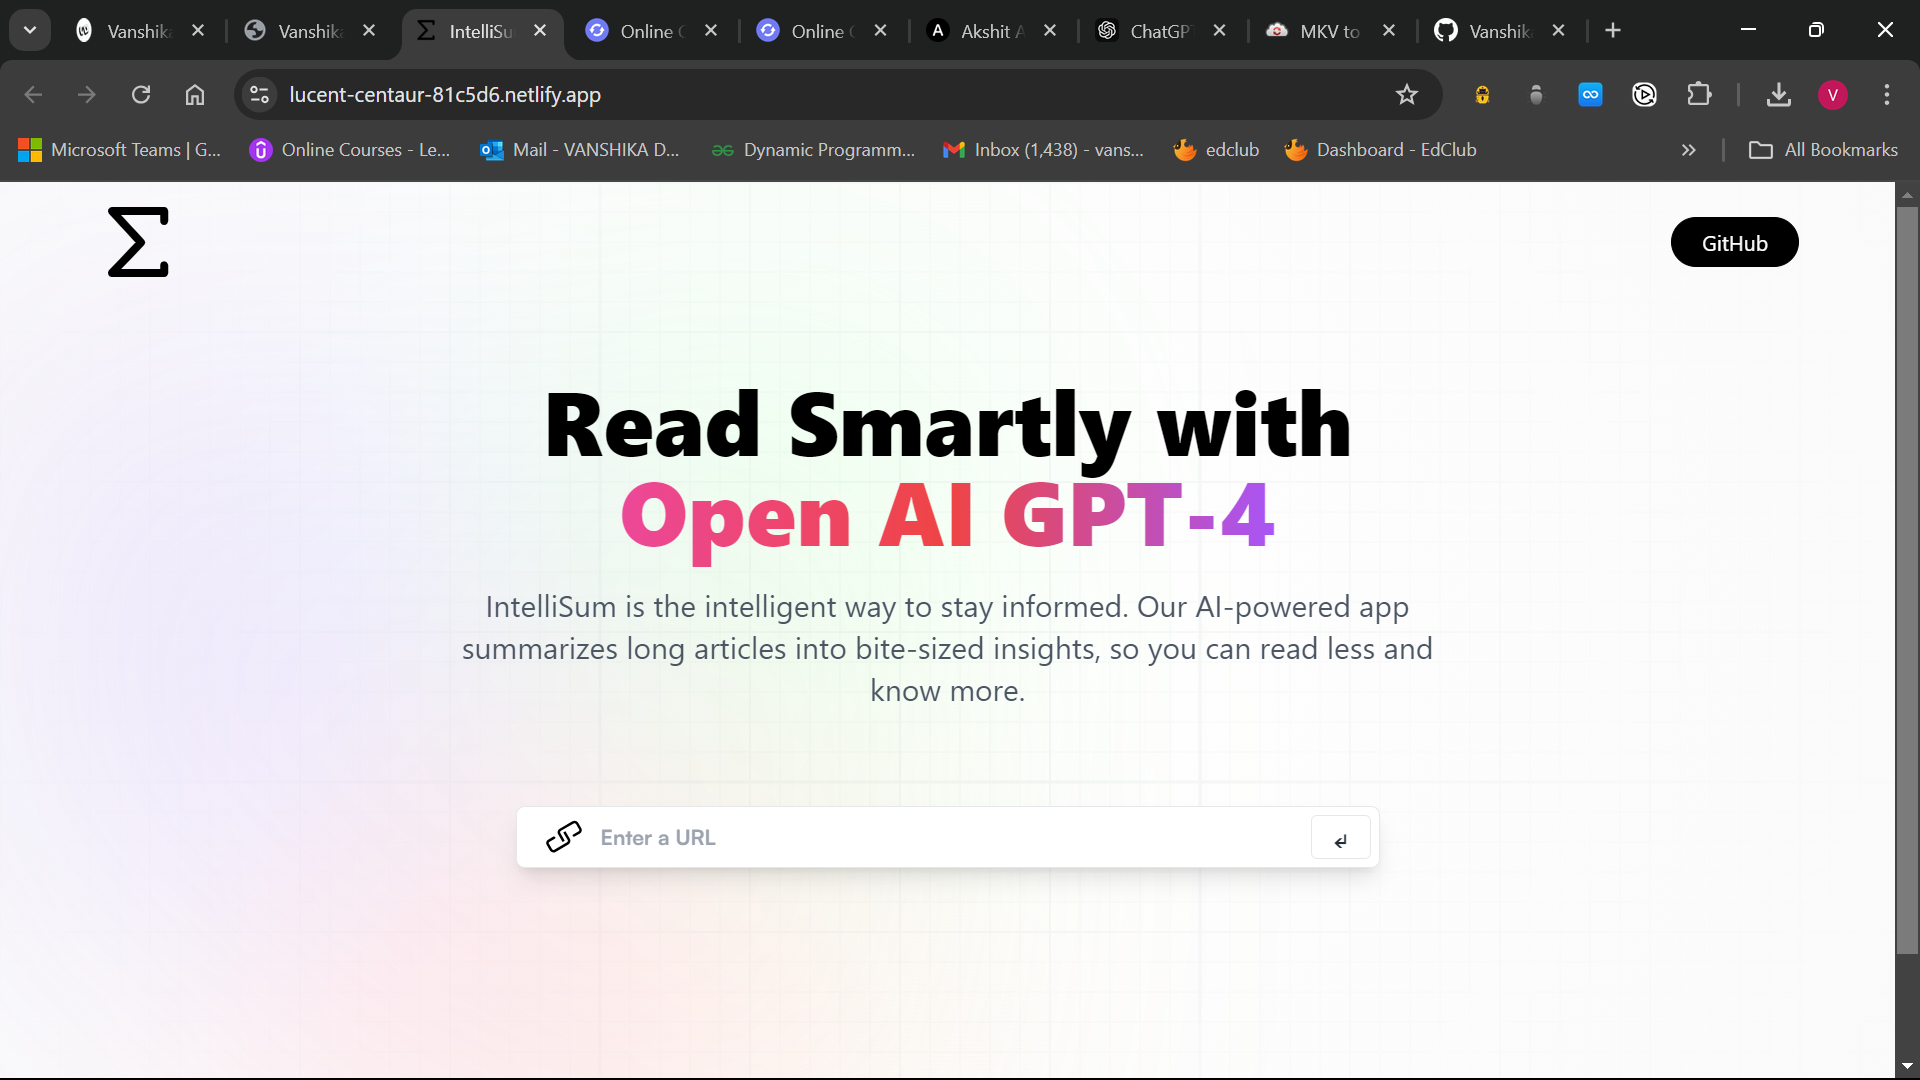 Vanshika
Vanshika
IntelliSu
Online C
Online C
Akshit A
ChatGPT
MKV to
Vanshika
lucent-centaur-81c5d6.netlify.app
V
Microsoft Teams | G...
Online Courses - Le...
Mail - VANSHIKA D...
Dynamic Programm...
Inbox (1,438) - vans...
edclub
Dashboard - EdClub
All Bookmarks
GitHub
Read Smartly with
Open AI GPT-4
IntelliSum is the intelligent way to stay informed. Our AI-powered app
summarizes long articles into bite-sized insights, so you can read less and
know more.
Enter a URL